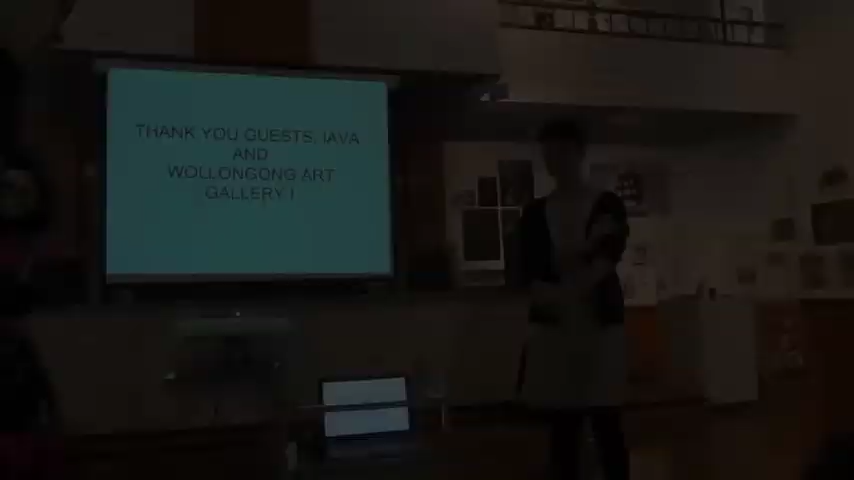 THANK YOU GUESTS, IAVA
AND
WOLLONGONG ART
GALLERY !